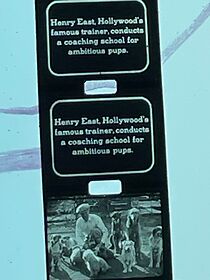 Henry East, Hollywood's
famous trainer, conducts
a coaching school for
ambitious pups.
Henry East, Hollywood's
famous trainer, conducts
a coaching school for
ambitious pups.